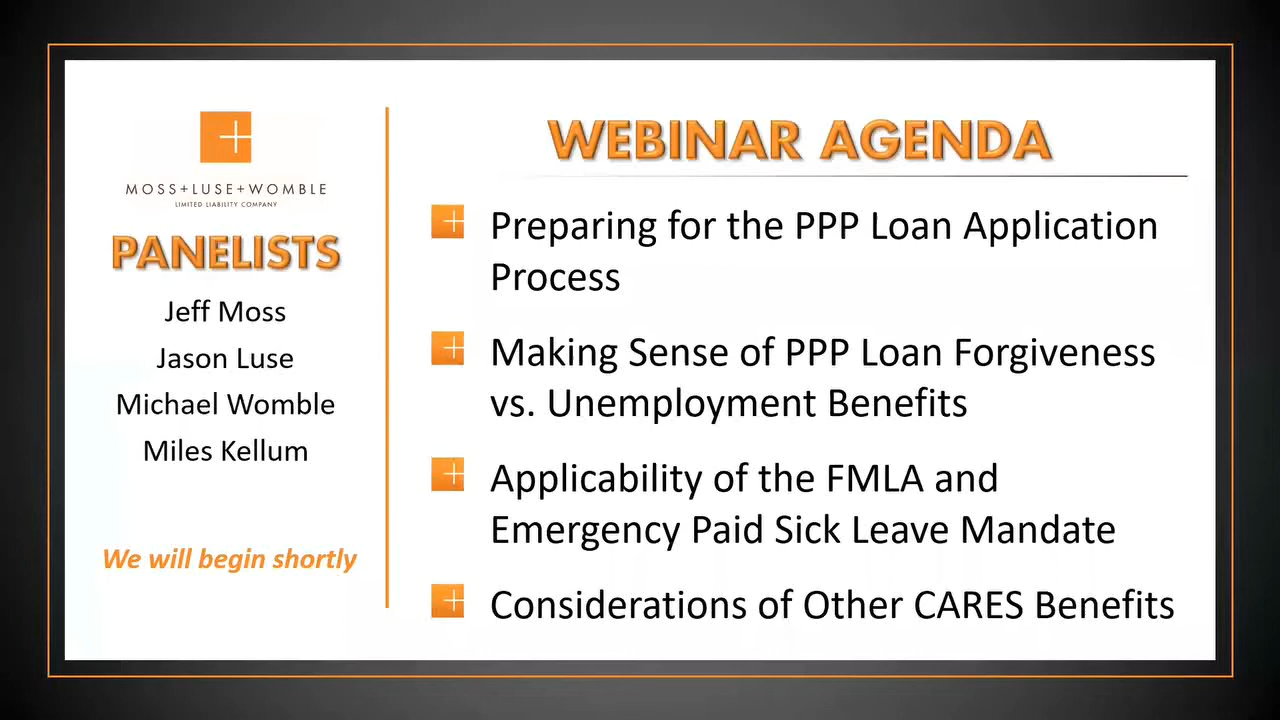 MOSS+LUSE+WOMBLE
LIMITED LIABILITY COMPANY
PANELISTS
Jeff Moss
Jason Luse
Michael Womble
Miles Kellum
We will begin shortly
WEBINAR AGENDA
Preparing for the PPP Loan Application
Process
Making Sense of PPP Loan Forgiveness
vs. Unemployment Benefits
Applicability of the FMLA and
Emergency Paid Sick Leave Mandate
Considerations of Other CARES Benefits